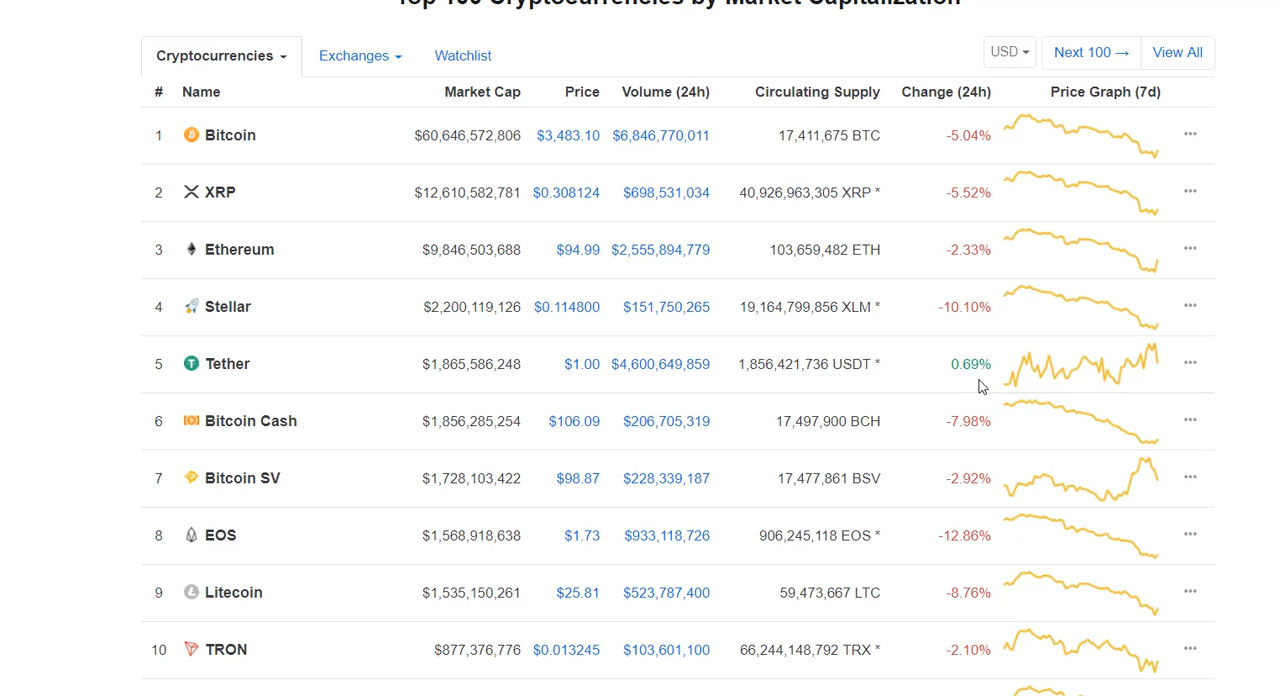 Top 100 Cryptocurrencies by Market Capitalization
Cryptocurrencies Exchanges Watchlist USD Next 100 → View All
# Name Market Cap Price Volume (24h) Circulating Supply Change (24h) Price Graph (7d)
1 Bitcoin $60,646,572,806 $3,483.10 $6,846,770,011 17,411,675 BTC -5.04%
2 XRP $12,610,582,781 $0.308124 $698,531,034 40,926,963,305 XRP * -5.52%
3 Ethereum $9,846,503,688 $94.99 $2,555,894,779 103,659,482 ETH -2.33%
4 Stellar $2,200,119,126 $0.114800 $151,750,265 19,164,799,856 XLM * -10.10%
5 Tether $1,865,586,248 $1.00 $4,600,649,859 1,856,421,736 USDT * 0.69%
6 Bitcoin Cash $1,856,285,254 $106.09 $206,705,319 17,497,900 BCH -7.98%
7 Bitcoin SV $1,728,103,422 $98.87 $228,339,187 17,477,861 BSV -2.92%
8 EOS $1,568,918,638 $1.73 $933,118,726 906,245,118 EOS * -12.86%
9 Litecoin $1,535,150,261 $25.81 $523,787,400 59,473,667 LTC -8.76%
10 TRON $877,376,776 $0.013245 $103,601,100 66,244,148,792 TRX * -2.10%